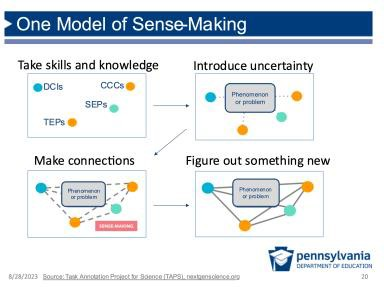 One Model of Sense-Making
Take skills and knowledge
DCIs
CCCs
SEPs
TEPs
Introduce uncertainty
Phenomenon
or problem
Make connections
Phenomenon
or problem
SENSE MAKING
Figure out something new
Phenomenon
or problem
pennsylvania
DEPARTMENT OF EDUCATION
8/28/2023
Source: Task Annotation Project for Science (TAPS), nextgenscience.org
20